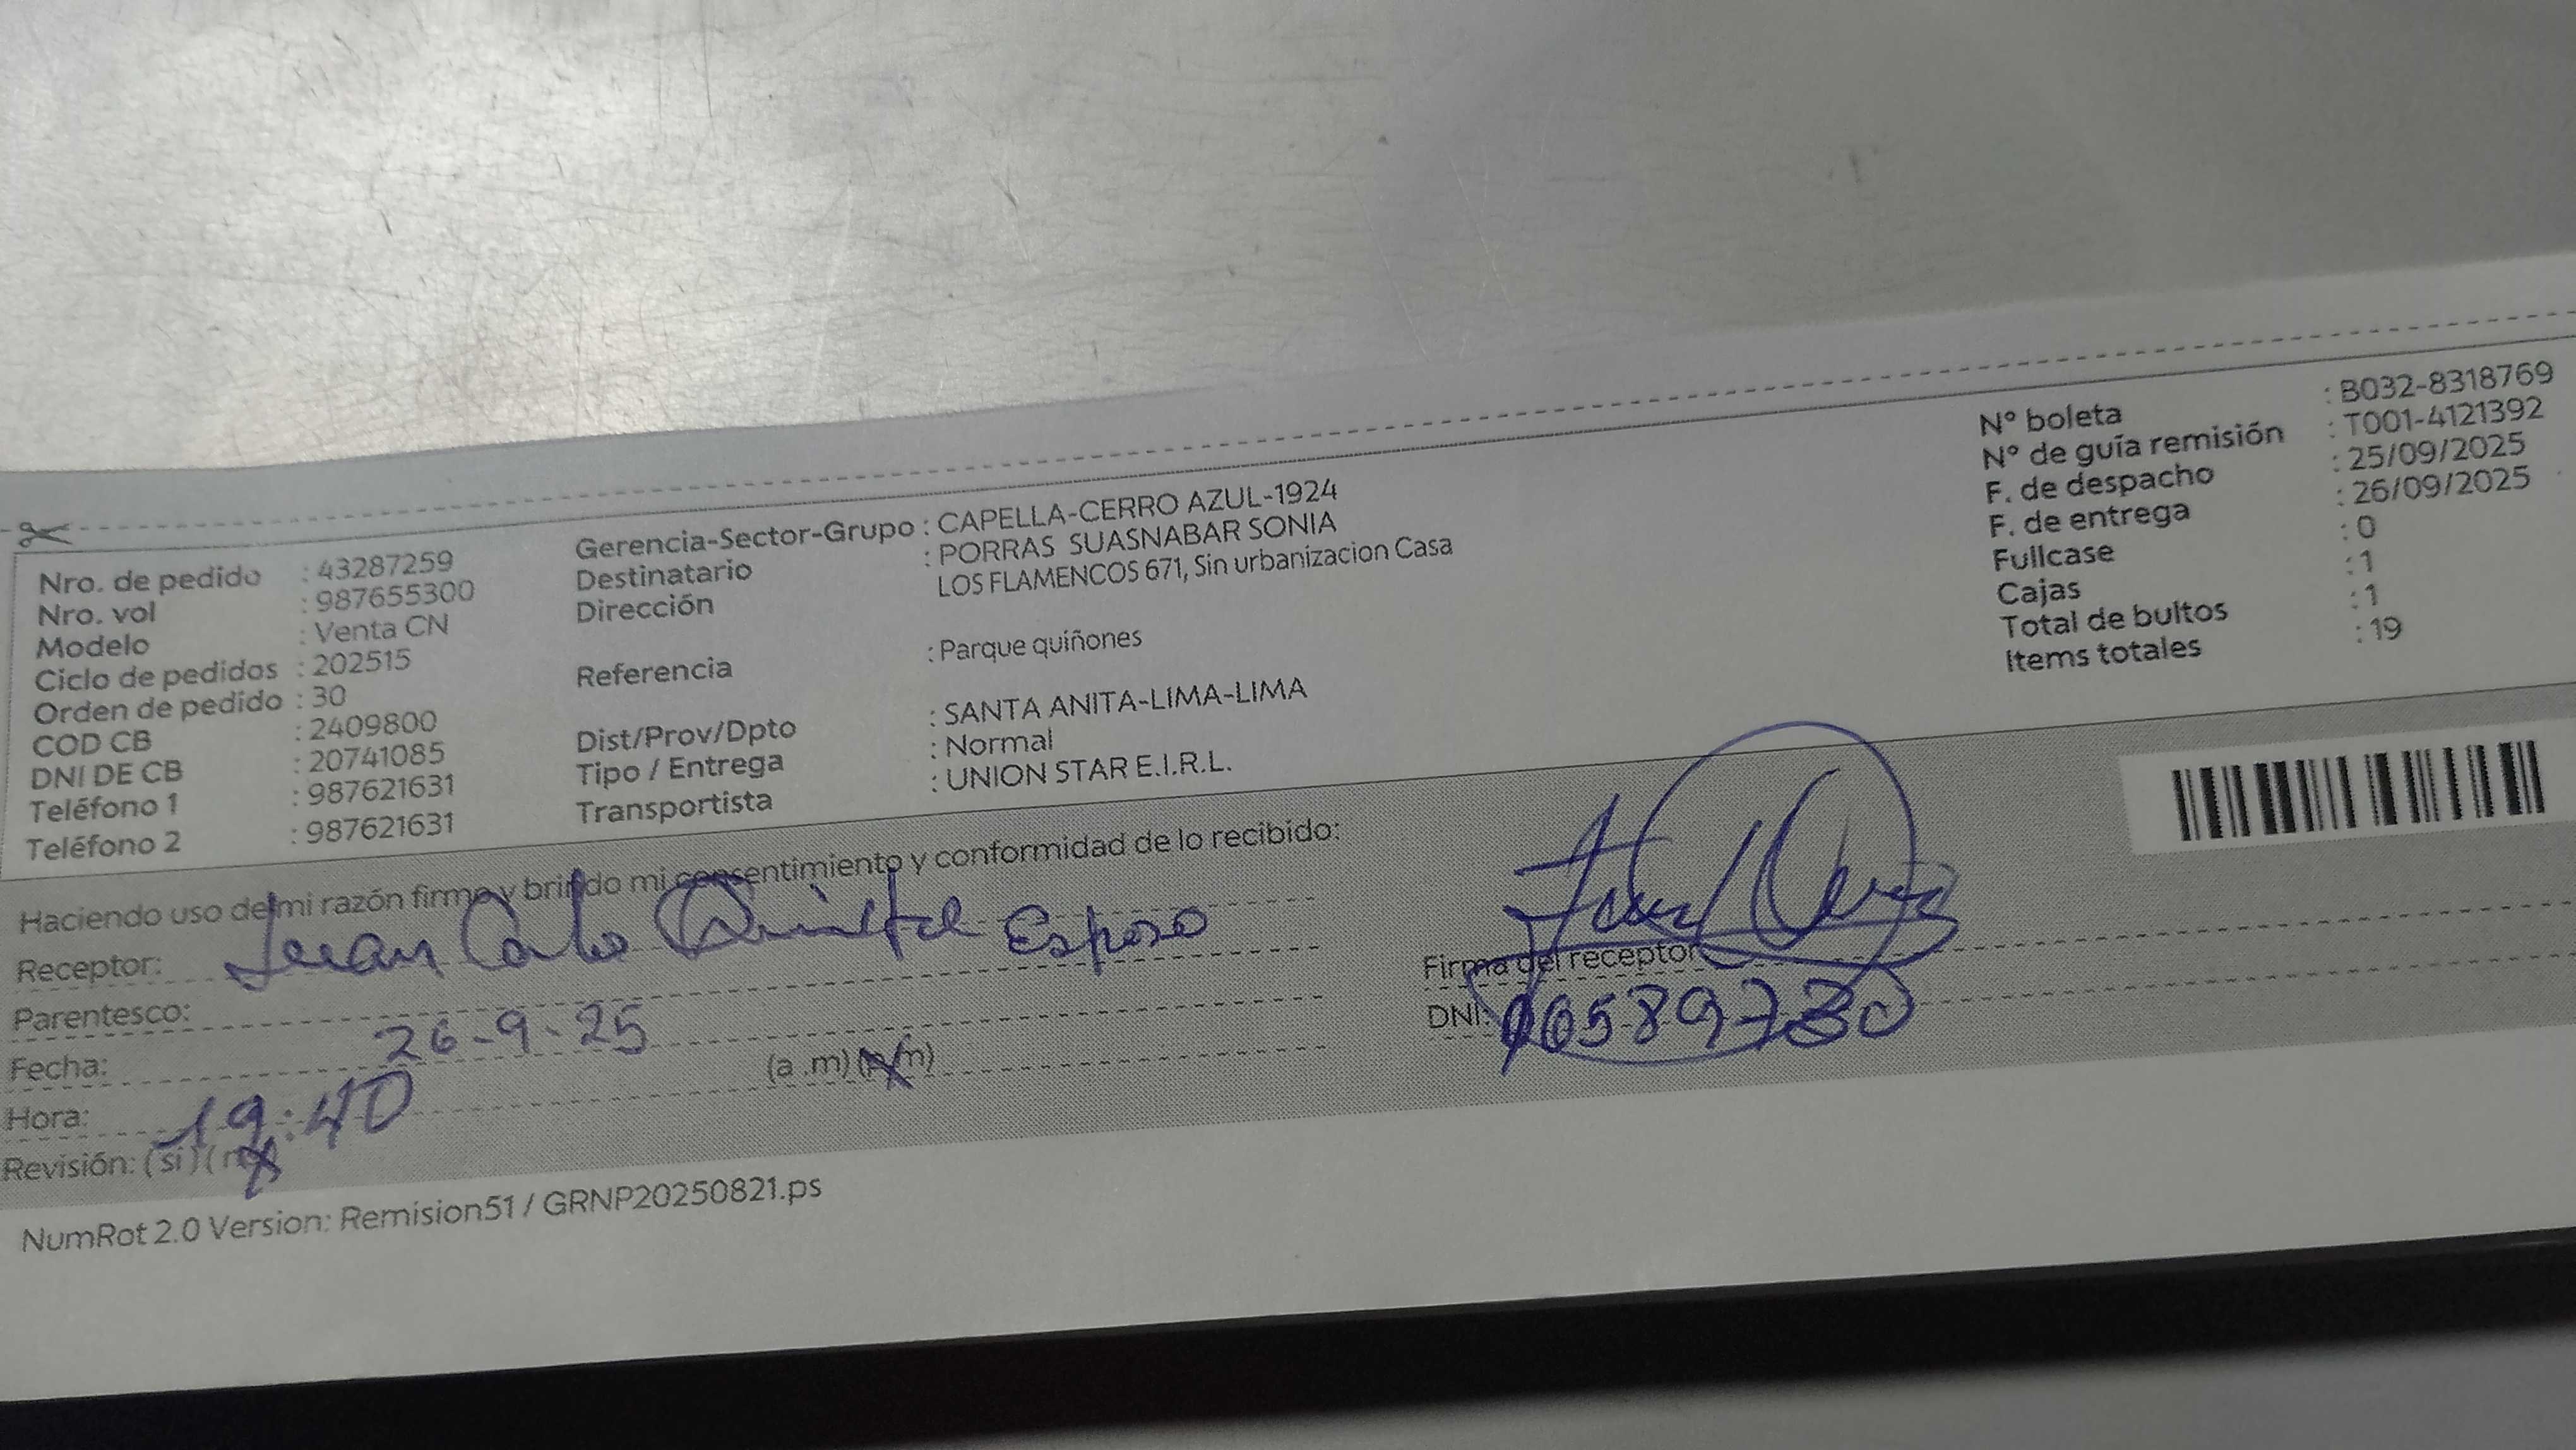 Nro. de pedido : 43287259
Nro. vol : 987655300
Modelo : Venta CN
Ciclo de pedidos : 202515
Orden de pedido : 30
COD CB : 2409800
DNI DE CB : 20741085
Teléfono 1 : 987621631
Teléfono 2 : 987621631
Gerencia-Sector-Grupo : CAPELLA-CERRO AZUL-1924
Destinatario : PORRAS SUASNABAR SONIA
Dirección LOS FLAMENCOS 671, Sin urbanizacion Casa
Referencia : Parque quiñones
Dist/Prov/Dpto : SANTA ANITA-LIMA-LIMA
Tipo / Entrega : Normal
Transportista : UNION STAR E.I.R.L.
N° boleta : B032-8318769
N° de guía remisión : T001-4121392
F. de despacho : 25/09/2025
F. de entrega : 26/09/2025
Fullcase : 0
Cajas : 1
Total de bultos : 1
Items totales : 19
Haciendo uso de mi razón firmo y brindo mi consentimiento y conformidad de lo recibido:
Receptor: Juan Carlo Esposo
Parentesco:
Fecha: 26-9-25
Hora: 19:40 (a .m) (p.m)
Revisión: (si) (no)
Firma del receptor
DNI:
NumRot 2.0 Version: Remision51 / GRNP20250821.ps